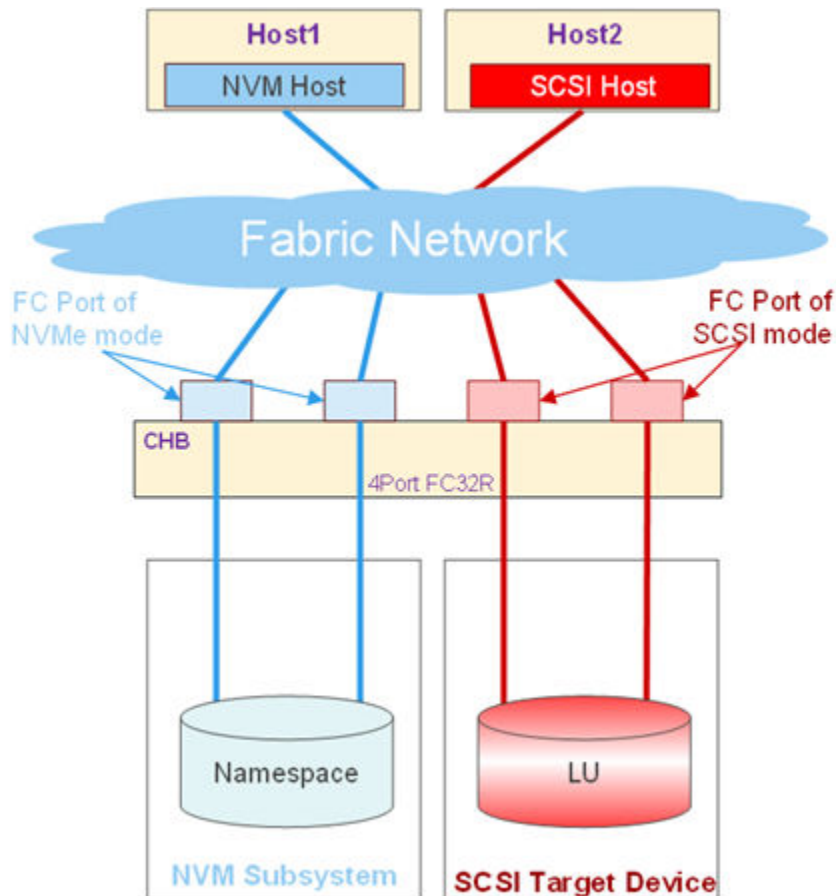 Host1
NVM Host
Host2
SCSI Host
Fabric Network
FC Port of
NVMe mode
FC Port of
SCSI mode
CHB
4Port FC32R
Namespace
LU
NVM Subsystem
SCSI Target Device